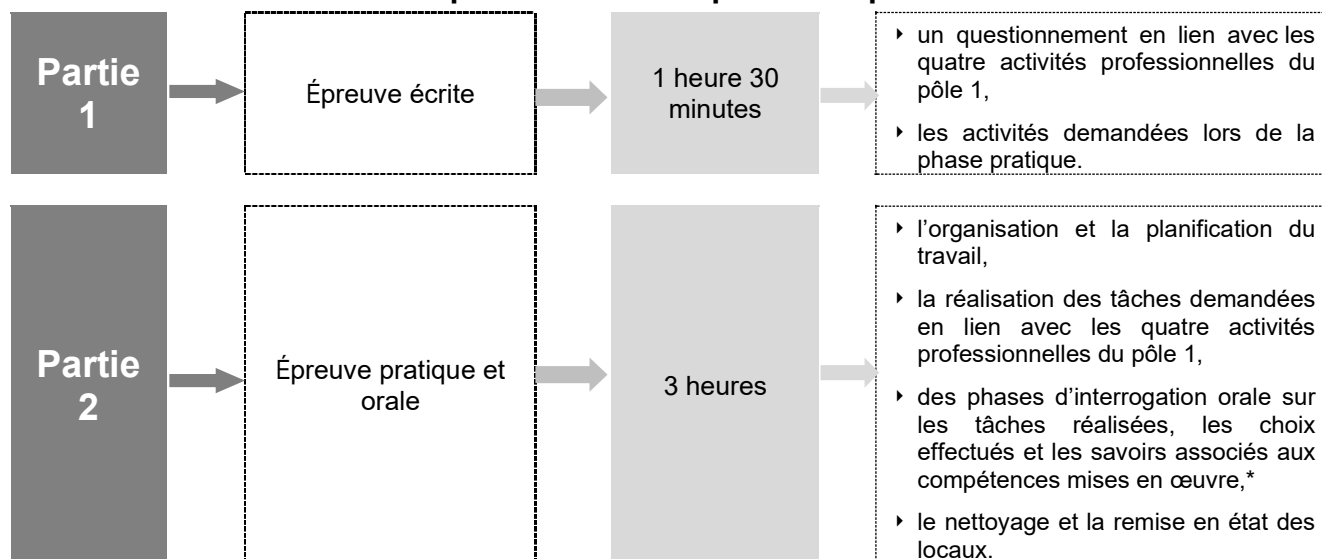 Partie
1
Épreuve écrite
1 heure 30
minutes
‣ un questionnement en lien avec les
quatre activités professionnelles du
pôle 1,
‣ les activités demandées lors de la
phase pratique.
Partie
2
Épreuve pratique et
orale
3 heures
‣ l’organisation et la planification du
travail,
‣ la réalisation des tâches demandées
en lien avec les quatre activités
professionnelles du pôle 1,
‣ des phases d’interrogation orale sur
les tâches réalisées, les choix
effectués et les savoirs associés aux
compétences mises en œuvre,*
‣ le nettoyage et la remise en état des
locaux.